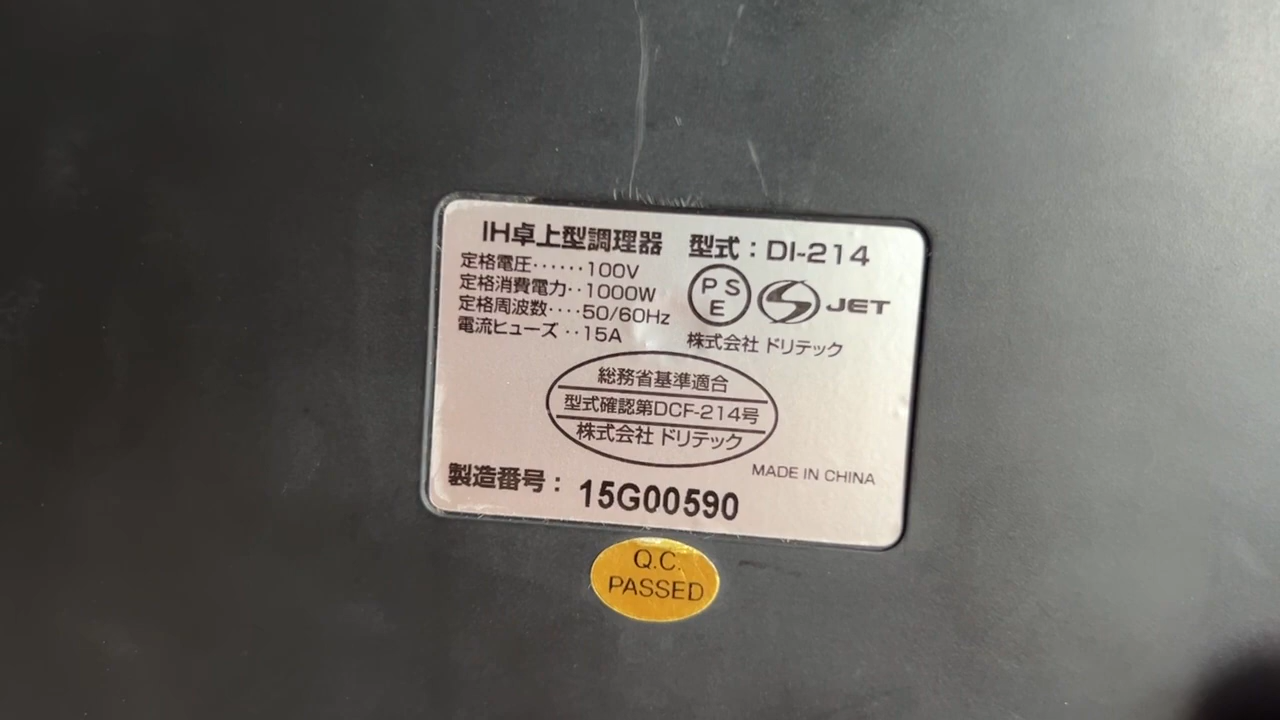 IH卓上型調理器 型式：DI-214
定格電圧······100V
定格消費電力··1000W
定格周波数····50/60Hz
電流ヒューズ··15A
PSE
JET
株式会社 ドリテック
総務省基準適合
型式確認第DCF-214号
株式会社 ドリテック
MADE IN CHINA
製造番号：15G00590
Q.C.
PASSED